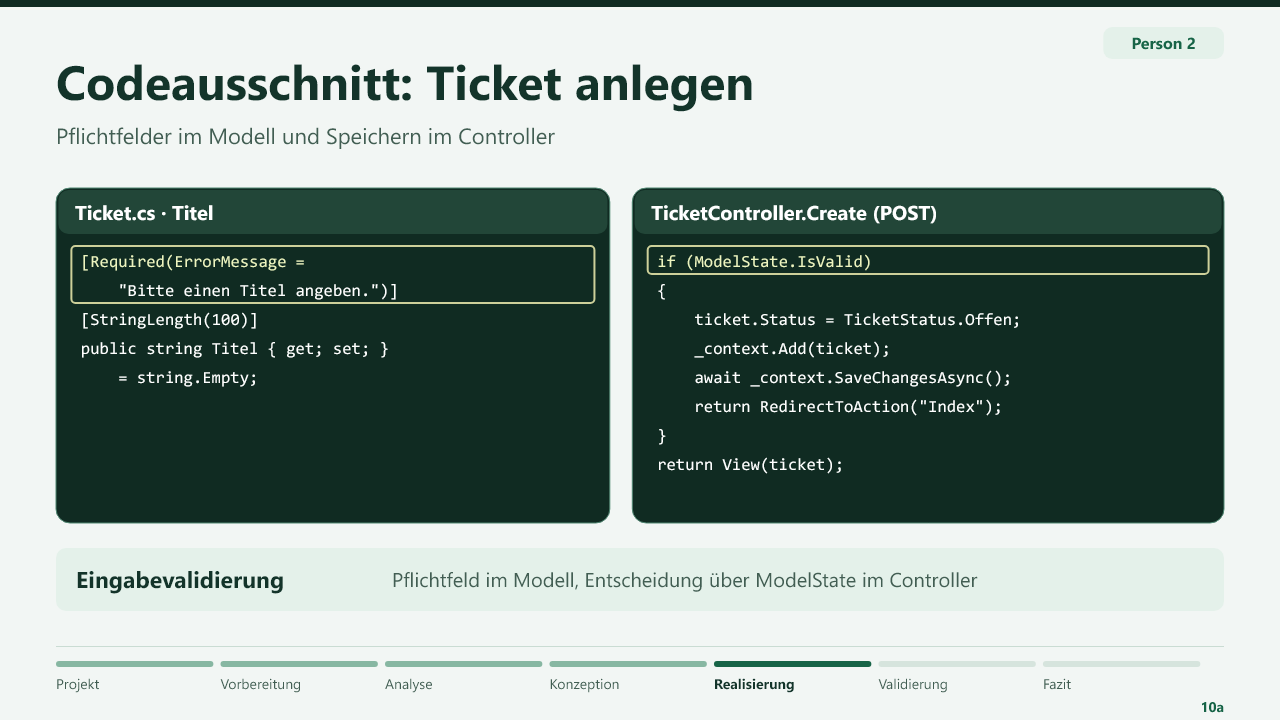 Person 2
Codeausschnitt: Ticket anlegen
Pflichtfelder im Modell und Speichern im Controller
Ticket.cs · Titel
[Required(ErrorMessage =
    "Bitte einen Titel angeben.")]
[StringLength(100)]
public string Titel { get; set; }
    = string.Empty;
TicketController.Create (POST)
if (ModelState.IsValid)
{
    ticket.Status = TicketStatus.Offen;
    _context.Add(ticket);
    await _context.SaveChangesAsync();
    return RedirectToAction("Index");
}
return View(ticket);
Eingabevalidierung
Pflichtfeld im Modell, Entscheidung über ModelState im Controller
Projekt
Vorbereitung
Analyse
Konzeption
Realisierung
Validierung
Fazit
10a